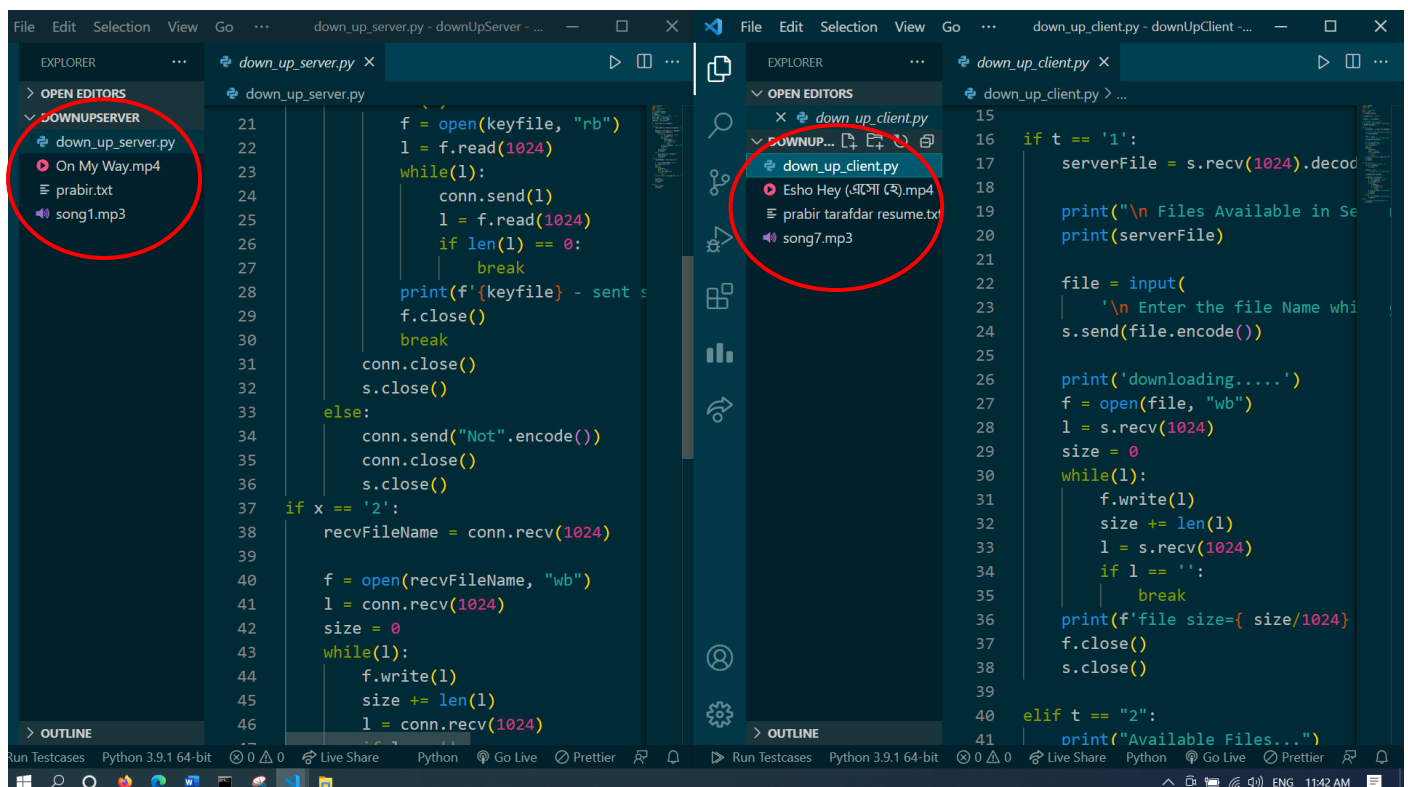 File Edit Selection View Go ··· down_up_server.py - downUpServer - ...
EXPLORER ···
down_up_server.py ×
> OPEN EDITORS
DOWNUPSERVER
down_up_server.py
On My Way.mp4
prabir.txt
song1.mp3
> OUTLINE
down_up_server.py
21 f = open(keyfile, "rb")
22 l = f.read(1024)
23 while(l):
24 conn.send(l)
25 l = f.read(1024)
26 if len(l) == 0:
27 break
28 print(f'{keyfile} - sent s
29 f.close()
30 break
31 conn.close()
32 s.close()
33 else:
34 conn.send("Not".encode())
35 conn.close()
36 s.close()
37 if x == '2':
38 recvFileName = conn.recv(1024)
39
40 f = open(recvFileName, "wb")
41 l = conn.recv(1024)
42 size = 0
43 while(l):
44 f.write(l)
45 size += len(l)
46 l = conn.recv(1024)
Run Testcases Python 3.9.1 64-bit 0 0 Live Share Python Go Live Prettier
File Edit Selection View Go ··· down_up_client.py - downUpClient -...
EXPLORER ···
down_up_client.py ×
OPEN EDITORS
× down_up_client.py
DOWNUP...
down_up_client.py
Esho Hey (এসো হে).mp4
prabir tarafdar resume.txt
song7.mp3
> OUTLINE
down_up_client.py > ...
15
16 if t == '1':
17 serverFile = s.recv(1024).decod
18
19 print("\n Files Available in Se
20 print(serverFile)
21
22 file = input(
23 '\n Enter the file Name whi
24 s.send(file.encode())
25
26 print('downloading.....')
27 f = open(file, "wb")
28 l = s.recv(1024)
29 size = 0
30 while(l):
31 f.write(l)
32 size += len(l)
33 l = s.recv(1024)
34 if l == '':
35 break
36 print(f'file size={ size/1024}
37 f.close()
38 s.close()
39
40 elif t == "2":
41 print("Available Files...")
Run Testcases Python 3.9.1 64-bit 0 0 Live Share Python Go Live Prettier
ENG 11:42 AM